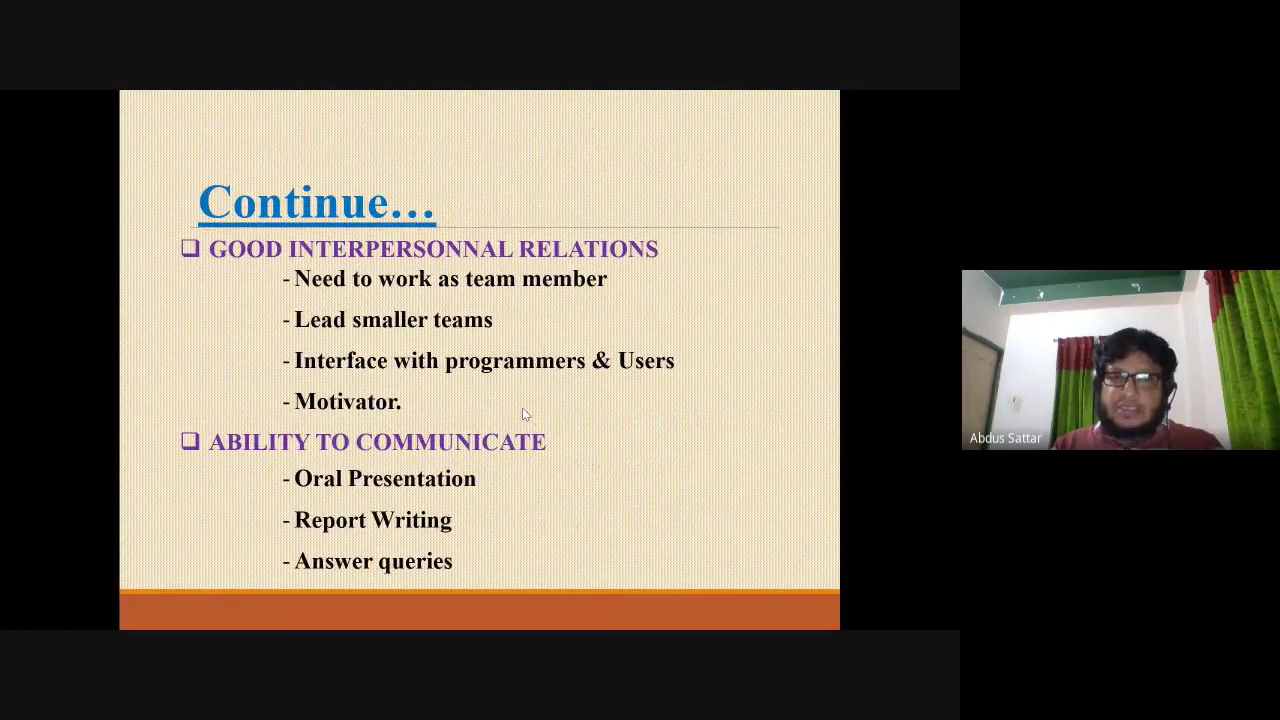 Continue...
❑ GOOD INTERPERSONNAL RELATIONS
- Need to work as team member
- Lead smaller teams
- Interface with programmers & Users
- Motivator.
❑ ABILITY TO COMMUNICATE
- Oral Presentation
- Report Writing
- Answer queries
Abdus Sattar